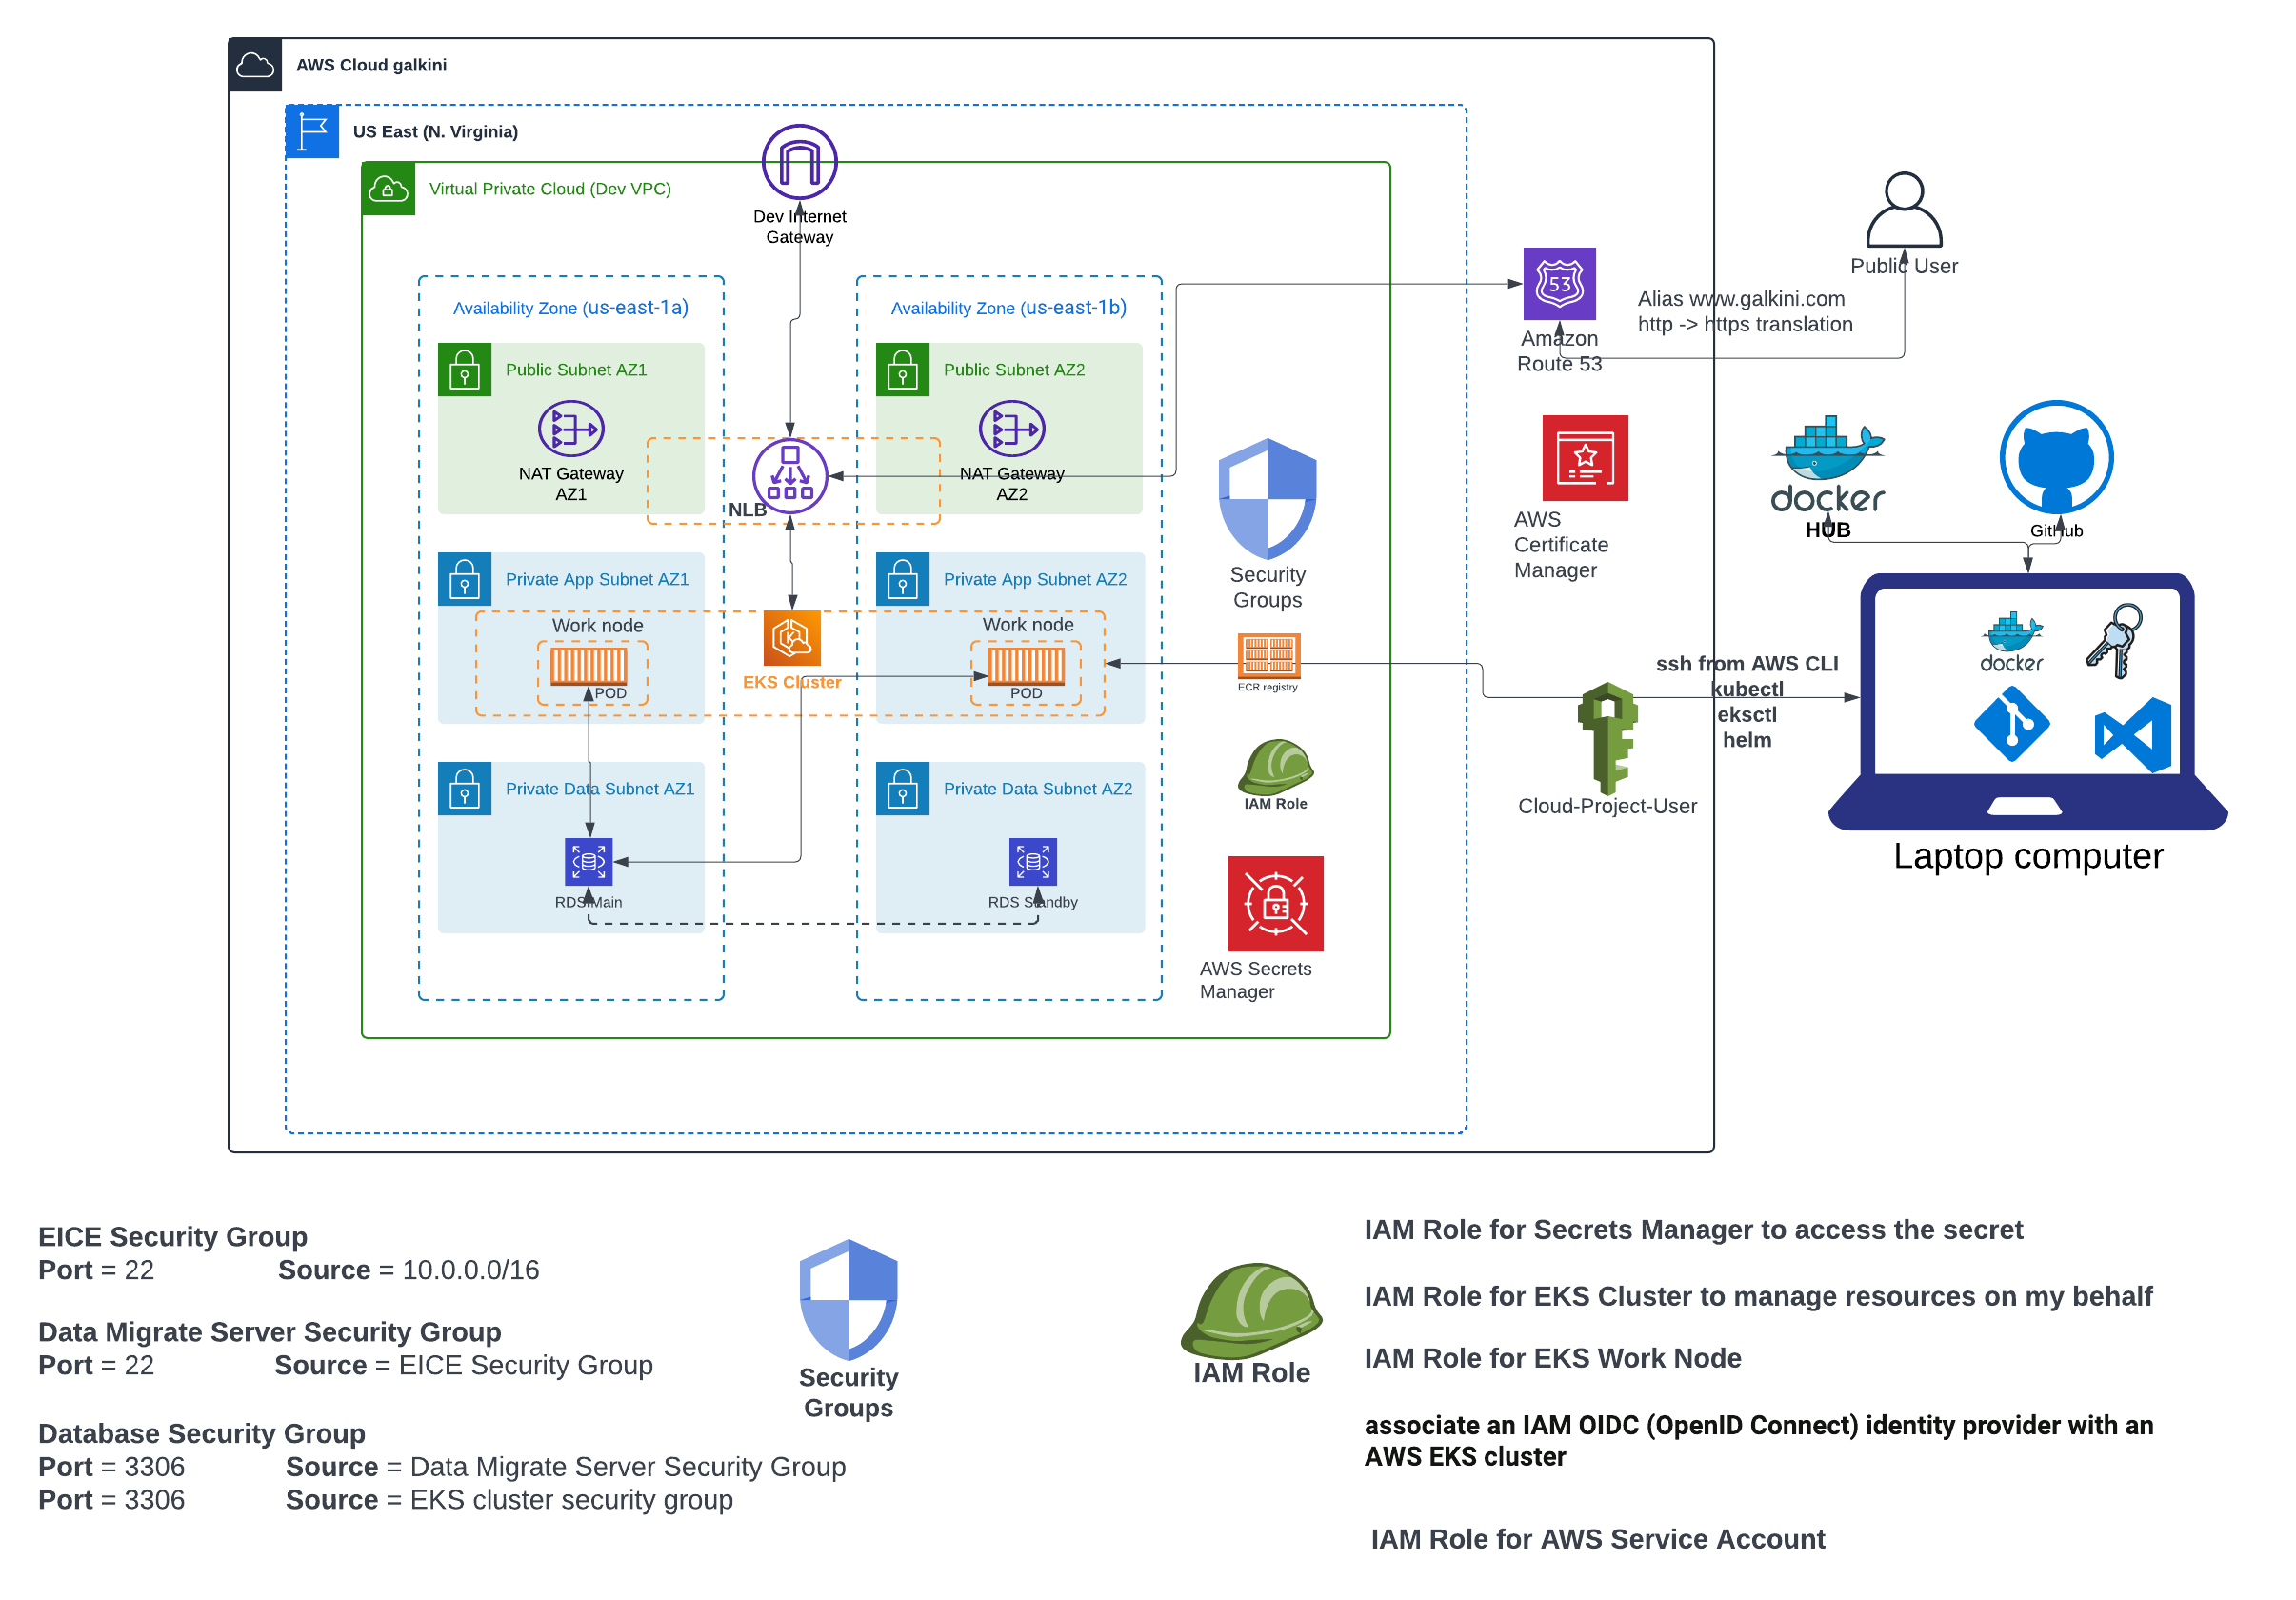 AWS Cloud galkini
US East (N. Virginia)
Virtual Private Cloud (Dev VPC)
Dev Internet
Gateway
Availability Zone (us-east-1a)
Availability Zone (us-east-1b)
Public Subnet AZ1
Public Subnet AZ2
NAT Gateway
AZ1
NAT Gateway
AZ2
NLB
Private App Subnet AZ1
Private App Subnet AZ2
Work node
Work node
POD
POD
K
EKS Cluster
Private Data Subnet AZ1
Private Data Subnet AZ2
RDS Main
RDS Standby
Security
Groups
ECR registry
IAM Role
AWS Secrets
Manager
53
Amazon
Route 53
Alias www.galkini.com
http -> https translation
Public User
AWS
Certificate
Manager
docker
HUB
GitHub
ssh from AWS CLI
kubectl
eksctl
helm
Cloud-Project-User
docker
Laptop computer
EICE Security Group
Port = 22 Source = 10.0.0.0/16
Data Migrate Server Security Group
Port = 22 Source = EICE Security Group
Database Security Group
Port = 3306 Source = Data Migrate Server Security Group
Port = 3306 Source = EKS cluster security group
Security
Groups
IAM Role
IAM Role for Secrets Manager to access the secret
IAM Role for EKS Cluster to manage resources on my behalf
IAM Role for EKS Work Node
associate an IAM OIDC (OpenID Connect) identity provider with an
AWS EKS cluster
IAM Role for AWS Service Account